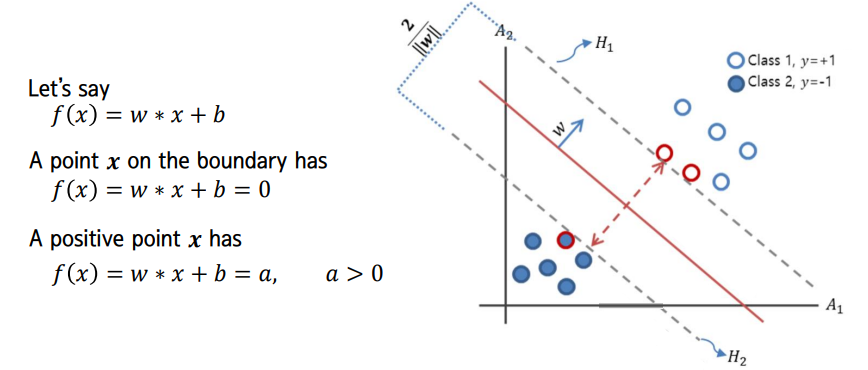 Let's say
f(x) = w ∗ x + b
A point x on the boundary has
f(x) = w ∗ x + b = 0
A positive point x has
f(x) = w ∗ x + b = a, a > 0
2
‖w‖
A₂
H₁
Class 1, y=+1
Class 2, y=-1
w
A₁
H₂